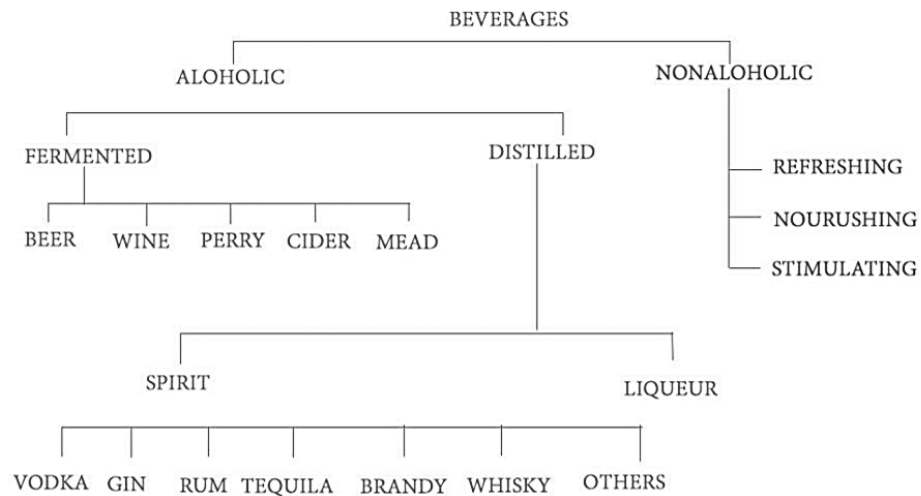 BEVERAGES
ALOHOLIC
NONALOHOLIC
FERMENTED
DISTILLED
REFRESHING
NOURUSHING
STIMULATING
BEER WINE PERRY CIDER MEAD
SPIRIT
LIQUEUR
VODKA GIN RUM TEQUILA BRANDY WHISKY OTHERS